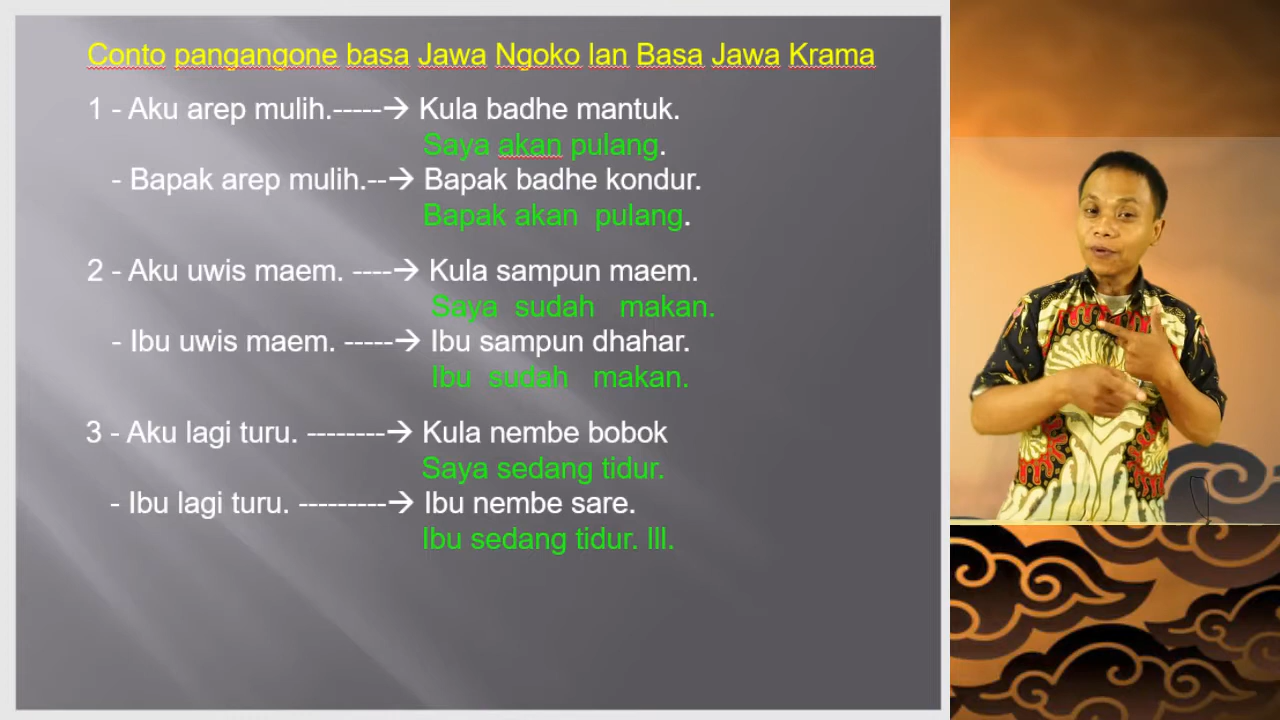 Conto pangangone basa Jawa Ngoko lan Basa Jawa Krama
1 - Aku arep mulih.-----→ Kula badhe mantuk.
Saya akan pulang.
- Bapak arep mulih.--→ Bapak badhe kondur.
Bapak akan pulang.
2 - Aku uwis maem. ----→ Kula sampun maem.
Saya sudah makan.
- Ibu uwis maem. -----→ Ibu sampun dhahar.
Ibu sudah makan.
3 - Aku lagi turu. --------→ Kula nembe bobok
Saya sedang tidur.
- Ibu lagi turu. ---------→ Ibu nembe sare.
Ibu sedang tidur. lll.